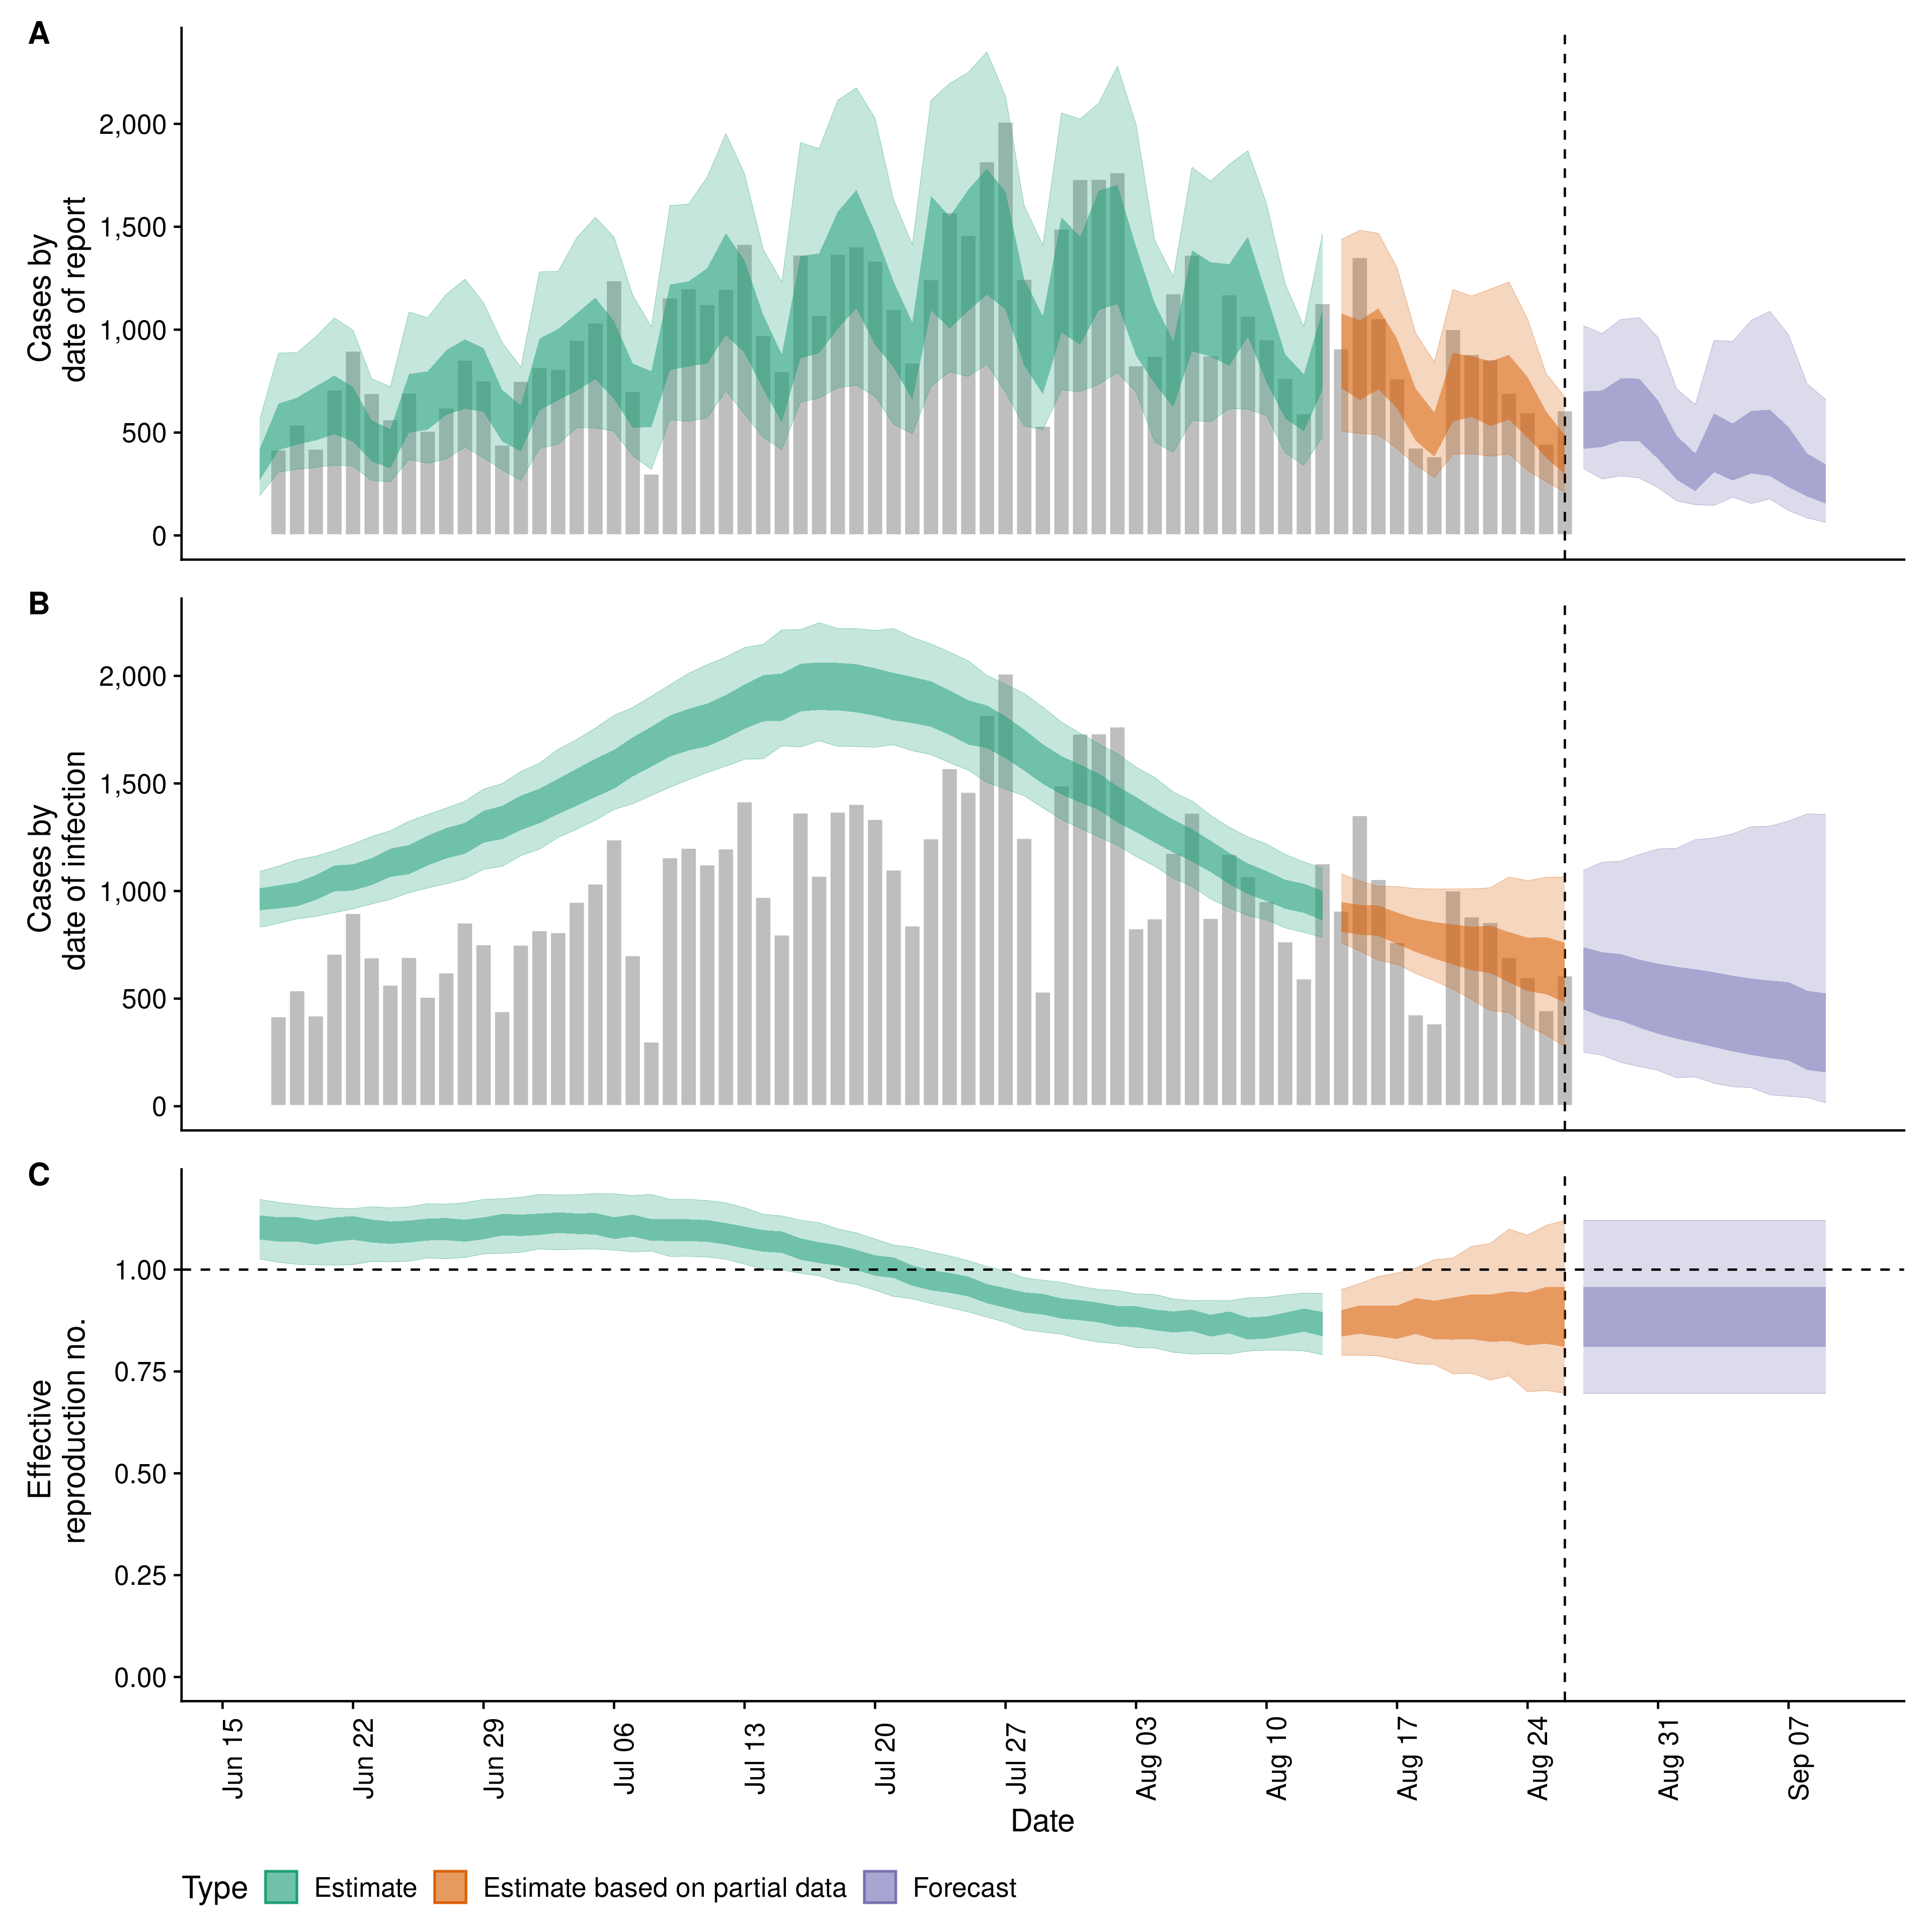 A
Cases by
date of report
2,000
1,500
1,000
500
0
B
Cases by
date of infection
2,000
1,500
1,000
500
0
C
Effective
reproduction no.
1.00
0.75
0.50
0.25
0.00
Jun 15
Jun 22
Jun 29
Jul 06
Jul 13
Jul 20
Jul 27
Aug 03
Aug 10
Aug 17
Aug 24
Aug 31
Sep 07
Date
Type Estimate Estimate based on partial data Forecast